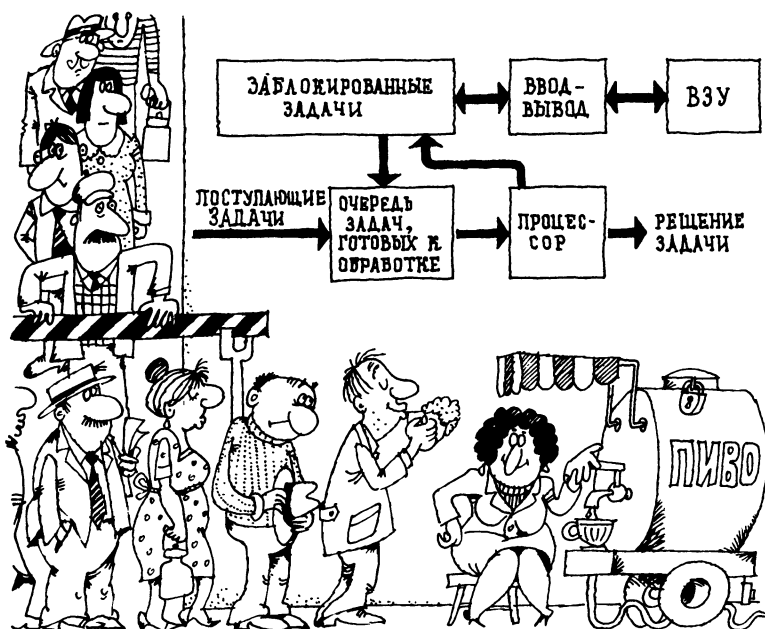 ЗАБЛОКИРОВАННЫЕ
ЗАДАЧИ
ВВОД-
ВЫВОД
ВЗУ
ПОСТУПАЮЩИЕ
ЗАДАЧИ
ОЧЕРЕДЬ
ЗАДАЧ,
ГОТОВЫХ К
ОБРАБОТКЕ
ПРОЦЕС-
СОР
РЕШЕНИЕ
ЗАДАЧИ
ПИВО